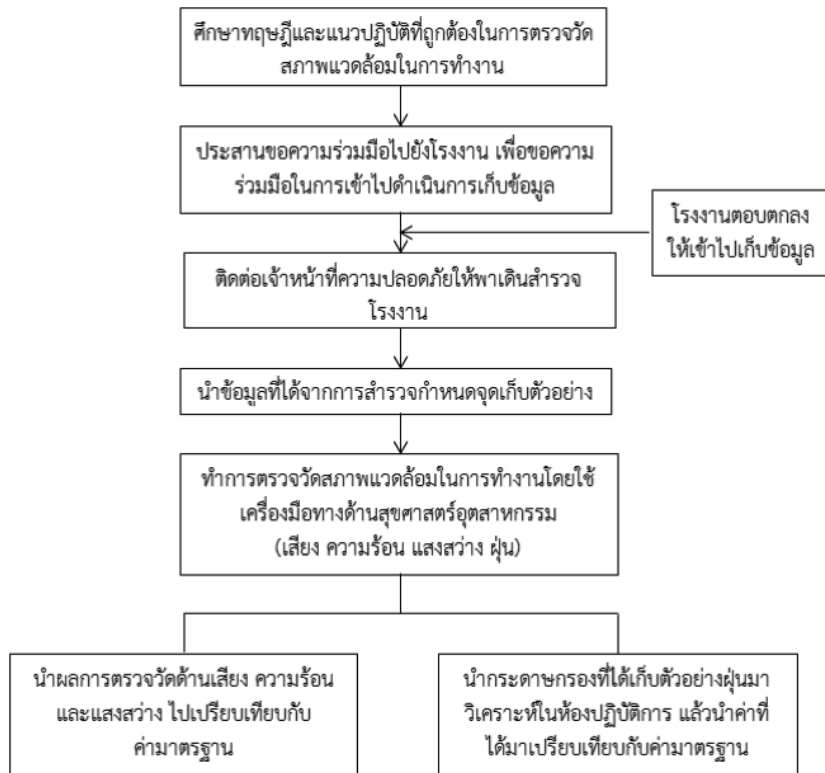 ศึกษาทฤษฎีและแนวปฏิบัติที่ถูกต้องในการตรวจวัด
สภาพแวดล้อมในการทำงาน
ประสานขอความร่วมมือไปยังโรงงาน เพื่อขอความ
ร่วมมือในการเข้าไปดำเนินการเก็บข้อมูล
โรงงานตอบตกลง
ให้เข้าไปเก็บข้อมูล
ติดต่อเจ้าหน้าที่ความปลอดภัยให้พาเดินสำรวจ
โรงงาน
นำข้อมูลที่ได้จากการสำรวจกำหนดจุดเก็บตัวอย่าง
ทำการตรวจวัดสภาพแวดล้อมในการทำงานโดยใช้
เครื่องมือทางด้านสุขศาสตร์อุตสาหกรรม
(เสียง ความร้อน แสงสว่าง ฝุ่น)
นำผลการตรวจวัดด้านเสียง ความร้อน
และแสงสว่าง ไปเปรียบเทียบกับ
ค่ามาตรฐาน
นำกระดาษกรองที่ได้เก็บตัวอย่างฝุ่นมา
วิเคราะห์ในห้องปฏิบัติการ แล้วนำค่าที่
ได้มาเปรียบเทียบกับค่ามาตรฐาน